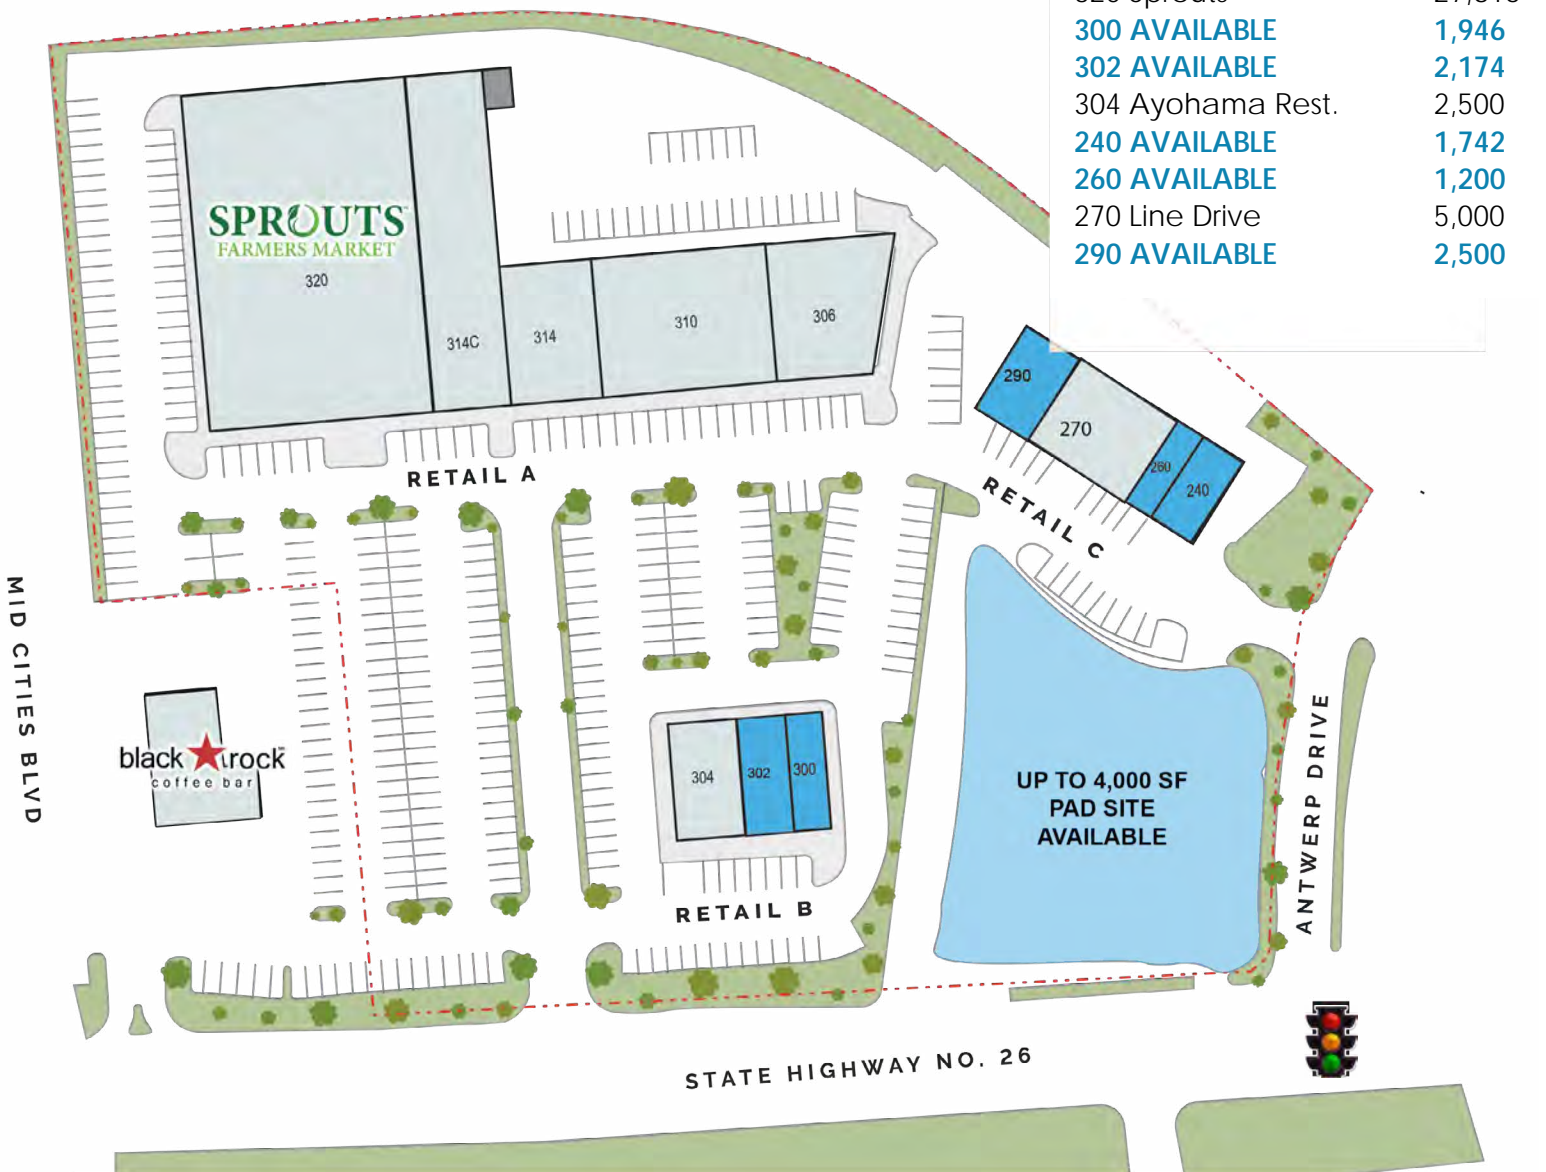 300 AVAILABLE 1,946
302 AVAILABLE 2,174
304 Ayohama Rest. 2,500
240 AVAILABLE 1,742
260 AVAILABLE 1,200
270 Line Drive 5,000
290 AVAILABLE 2,500
SPROUTS
FARMERS MARKET
320
314C
314
310
306
290
270
260
240
RETAIL A
RETAIL C
MID CITIES BLVD
black rock
coffee bar
304
302
300
RETAIL B
UP TO 4,000 SF
PAD SITE
AVAILABLE
ANTWERP DRIVE
STATE HIGHWAY NO. 26